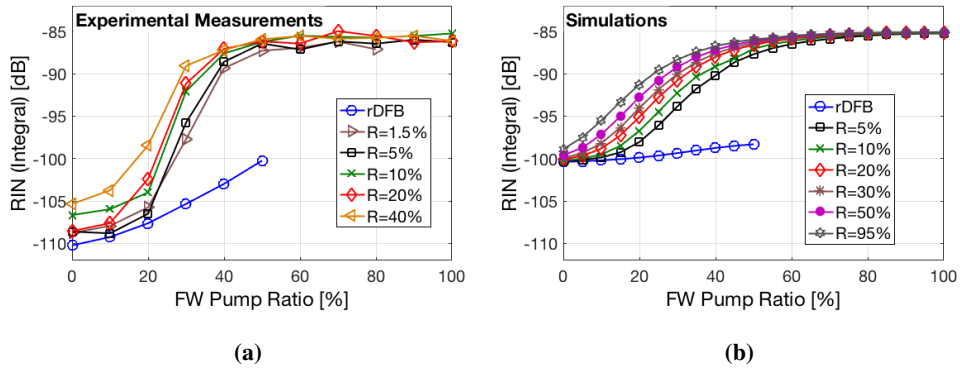 Experimental Measurements
RIN (Integral) [dB]
-85
-90
-95
-100
-105
-110
0 20 40 60 80 100
FW Pump Ratio [%]
rDFB
R=1.5%
R=5%
R=10%
R=20%
R=40%
(a)
Simulations
RIN (Integral) [dB]
-85
-90
-95
-100
-105
-110
0 20 40 60 80 100
FW Pump Ratio [%]
rDFB
R=5%
R=10%
R=20%
R=30%
R=50%
R=95%
(b)